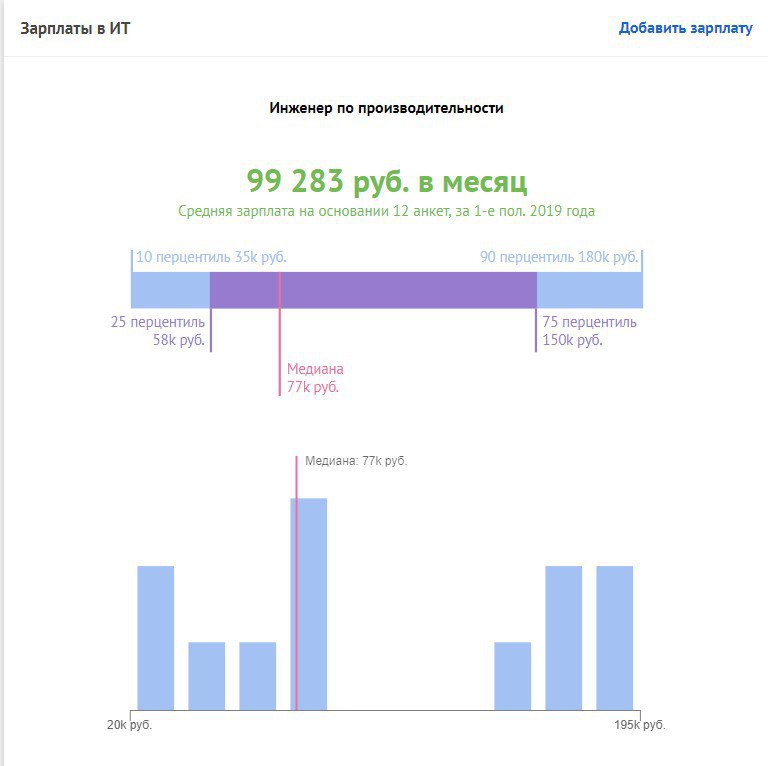 Зарплаты в ИТ
Добавить зарплату
Инженер по производительности
99 283 руб. в месяц
Средняя зарплата на основании 12 анкет, за 1-е пол. 2019 года
10 перцентиль 35k руб.
90 перцентиль 180k руб.
25 перцентиль
58k руб.
75 перцентиль
150k руб.
Медиана
77k руб.
Медиана: 77k руб.
20k руб.
195k руб.